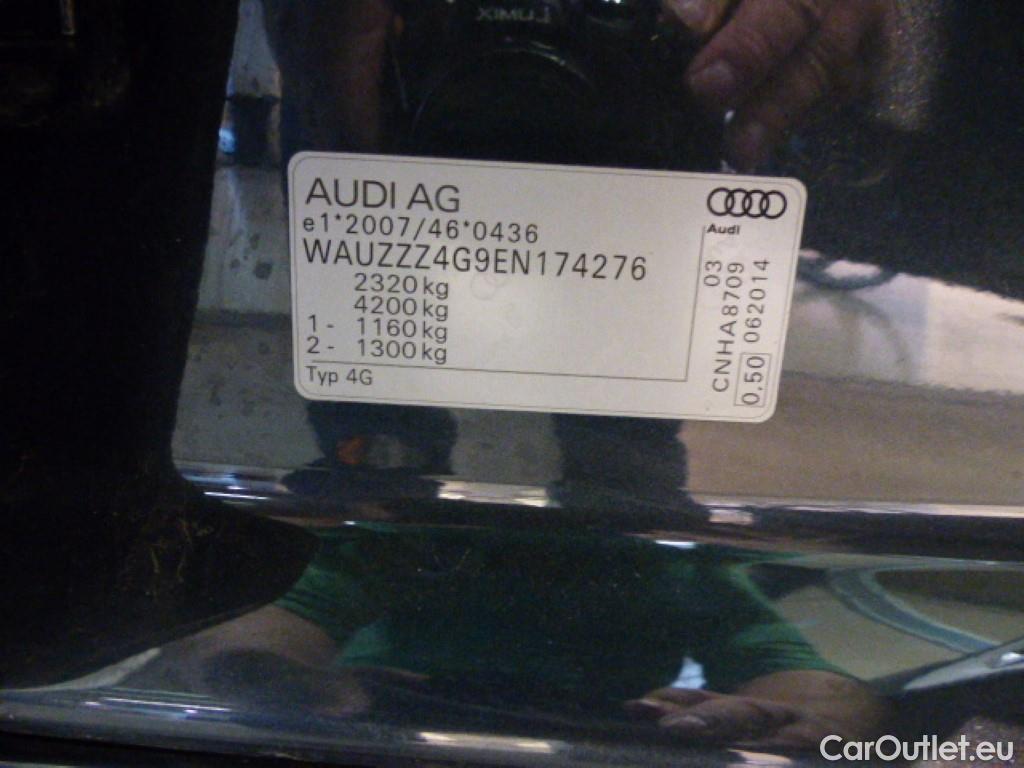 LUMIX
AUDI AG
e1*2007/46*0436
WAUZZZ4G9EN174276
2320 kg
4200 kg
1 - 1160 kg
2 - 1300 kg
Typ 4G
Audi
03
CNHA8709
0.50 062014
CarOutlet.eu